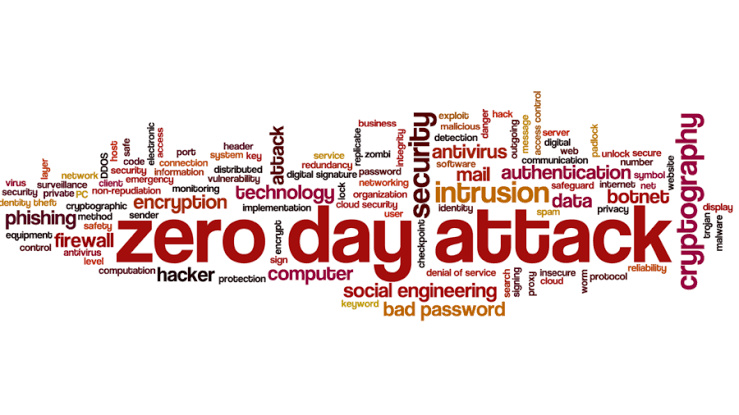 business
exploit
hack
electronic
safe
host
access
header
attack
replicate
integrity
security
malicious
danger
outgoing
message
access control
server
padlock
cryptography
layer
DDOS
code
port
system
key
service
zombi
detection
digital
web
unlock
secure
connection
redundancy
antivirus
communication
number
website
network
security
information
distributed
digital signature
password
software
virus
surveillance
client
emergency
vulnerability
lock
networking
mail
authentication
symbol
security
private
PC
non-repudiation
monitoring
technology
organization
intrusion
safeguard
internet
net
identity theft
cryptographic
encryption
cloud security
data
botnet
phishing
method
sender
implementation
user
identity
spam
privacy
trojan
display
equipment
safety
zero day attack
malware
control
firewall
encrypt
checkpoint
antivirus
level
sign
computation
hacker
protection
computer
denial of service
search
signing
proxy
insecure
cloud
worm
protocol
reliability
social engineering
keyword
bad password